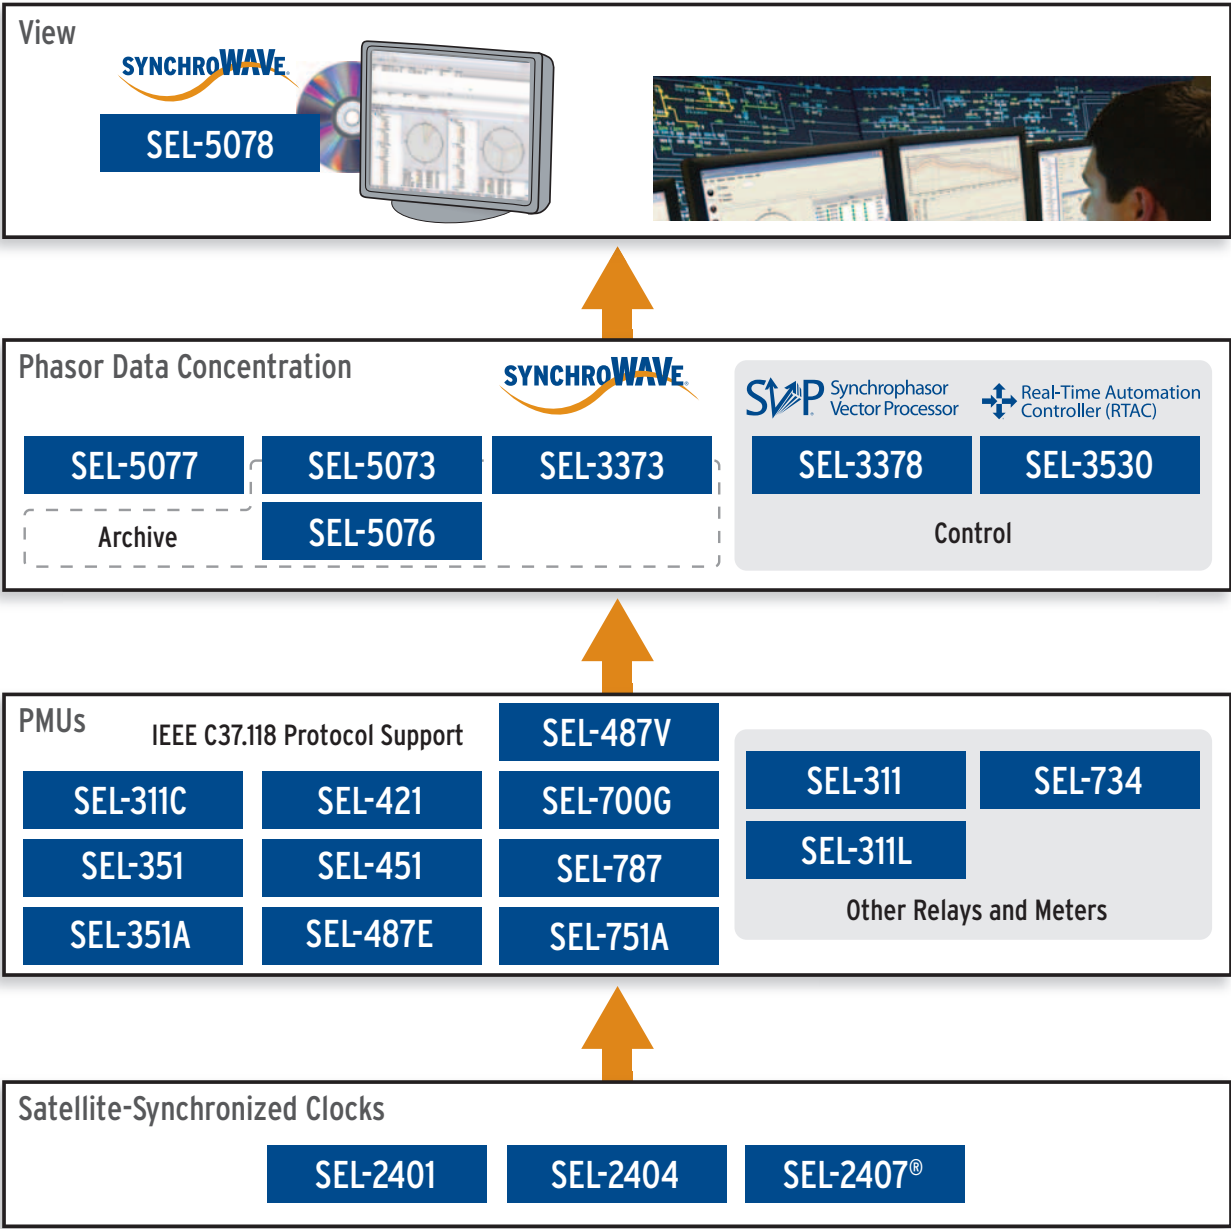 View
SYNCHROWAVE®
SEL-5078
Phasor Data Concentration
SYNCHROWAVE®
SEL-5077
SEL-5073
SEL-3373
Archive
SEL-5076
SVP® Synchrophasor
Vector Processor
Real-Time Automation
Controller (RTAC)
SEL-3378
SEL-3530
Control
PMUs
IEEE C37.118 Protocol Support
SEL-487V
SEL-311C
SEL-421
SEL-700G
SEL-351
SEL-451
SEL-787
SEL-351A
SEL-487E
SEL-751A
SEL-311
SEL-734
SEL-311L
Other Relays and Meters
Satellite-Synchronized Clocks
SEL-2401
SEL-2404
SEL-2407®